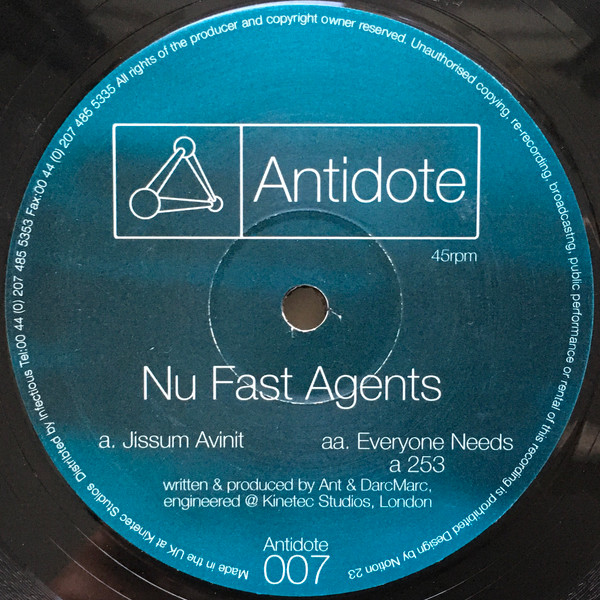 Antidote
45rpm
Nu Fast Agents
a. Jissum Avinit
aa. Everyone Needs
a 253
written & produced by Ant & DarcMarc,
engineered @ Kinetec Studios, London
Antidote
007
Made in the UK at Kinetec Studios Distributed by Infectious Tel:00 44 (0) 207 485 5353 Fax:00 44 (0) 207 485 5335 All rights of the producer and copyright owner reserved. Unauthorised copying, re-recording, broadcastng, public performance or rental of this recording is prohibited Design by Notion 23